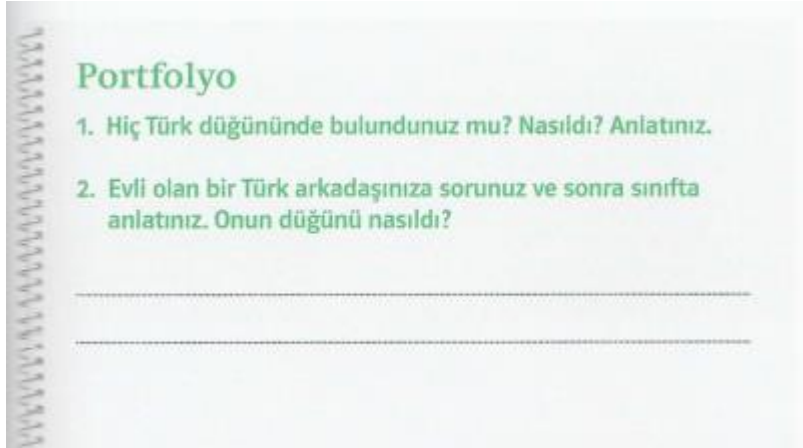 Portfolyo
1. Hiç Türk düğününde bulundunuz mu? Nasıldı? Anlatınız.
2. Evli olan bir Türk arkadaşınıza sorunuz ve sonra sınıfta
anlatınız. Onun düğünü nasıldı?